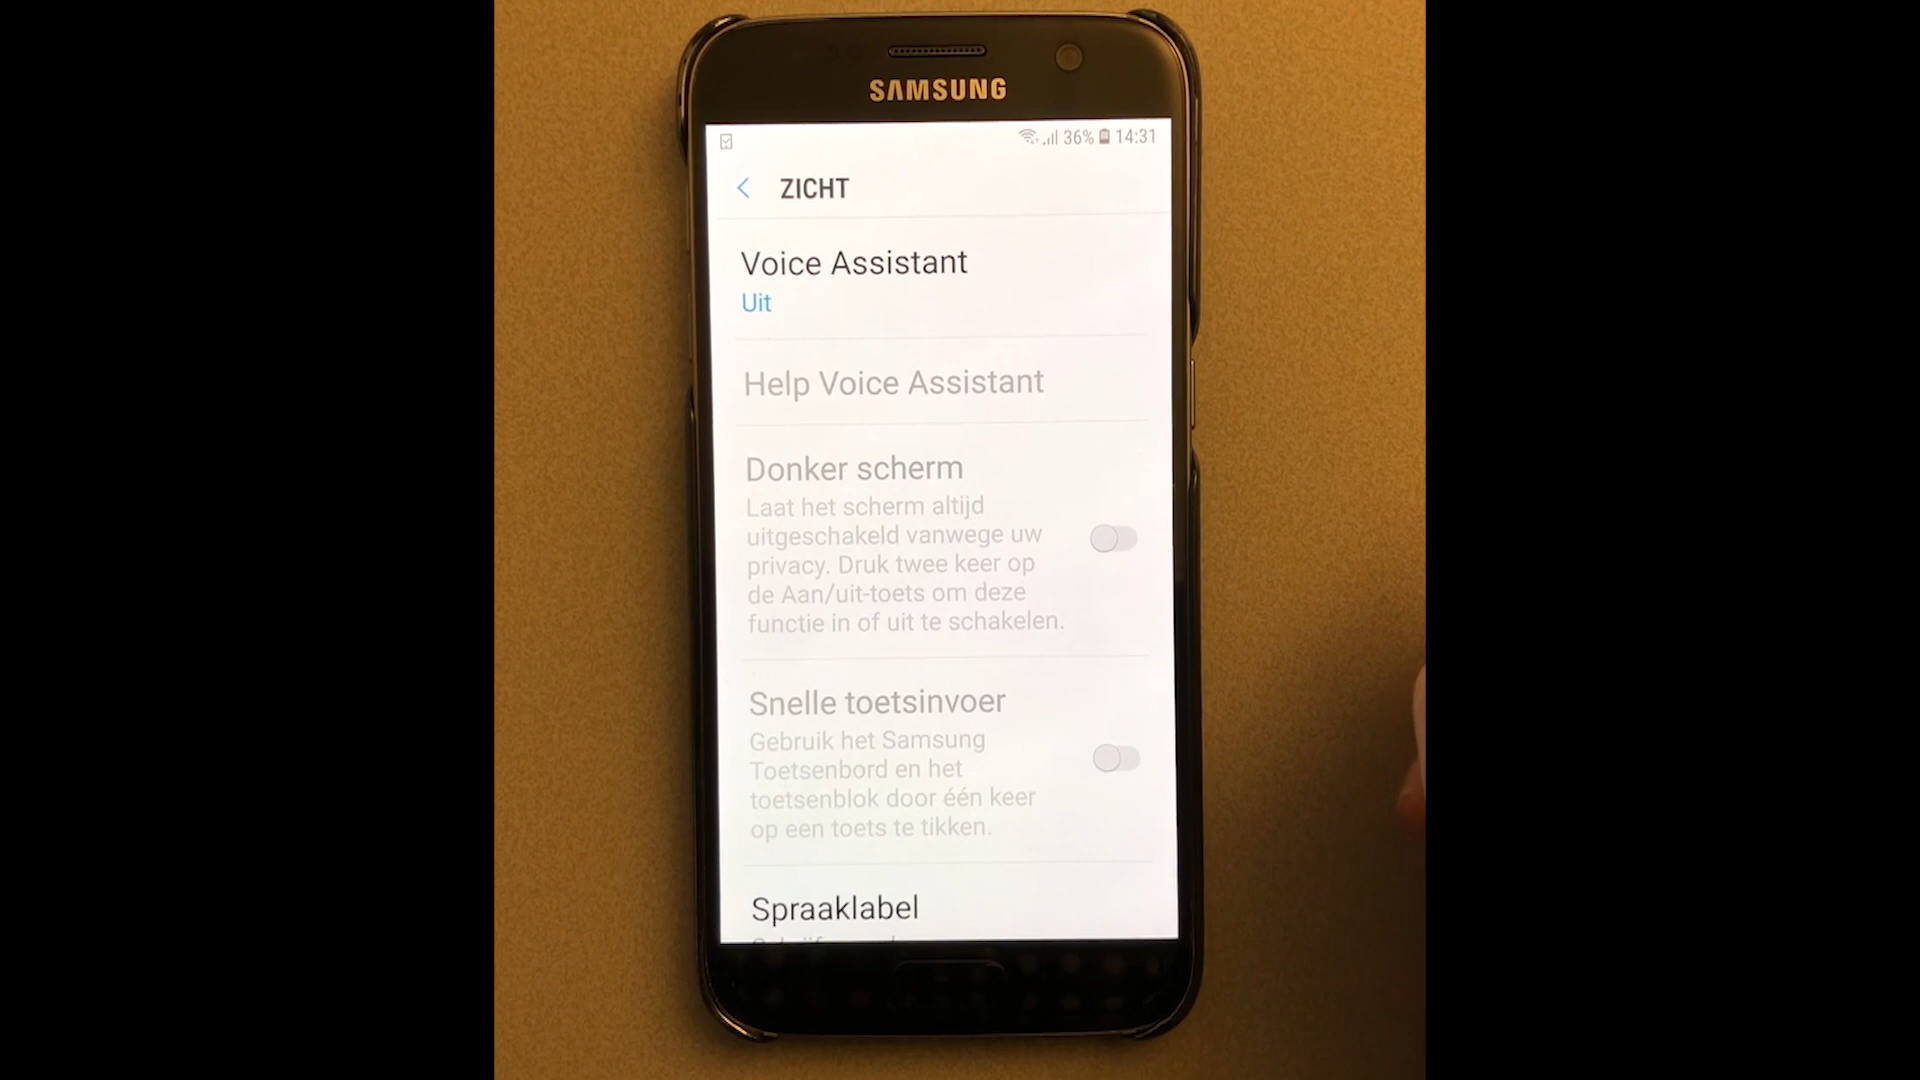 SAMSUNG
36% 14:31
ZICHT
Voice Assistant
Uit
Help Voice Assistant
Donker scherm
Laat het scherm altijd
uitgeschakeld vanwege uw
privacy. Druk twee keer op
de Aan/uit-toets om deze
functie in of uit te schakelen.
Snelle toetsinvoer
Gebruik het Samsung
Toetsenbord en het
toetsenblok door één keer
op een toets te tikken.
Spraaklabel